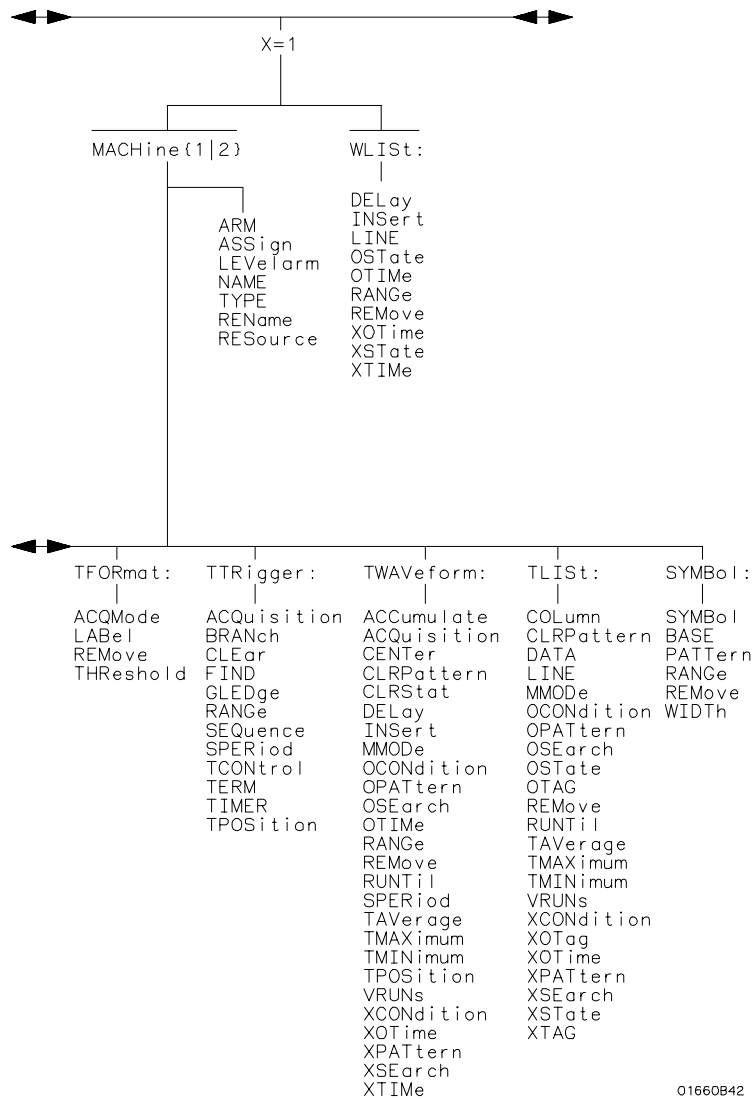 X=1
MACHine{1|2}
WLISt:
ARM
ASSign
LEVelarm
NAME
TYPE
REName
RESource
DELay
INSert
LINE
OSTate
OTIMe
RANGe
REMove
XOTime
XSTate
XTIMe
TFORmat:
ACQMode
LABel
REMove
THReshold
TTRigger:
ACQuisition
BRANch
CLEar
FIND
GLEDge
RANGe
SEQuence
SPERiod
TCONtrol
TERM
TIMER
TPOSition
TWAVeform:
ACCumulate
ACQuisition
CENTer
CLRPattern
CLRStat
DELay
INSert
MMODe
OCONdition
OPATtern
OSEarch
OTIMe
RANGe
REMove
RUNTil
SPERiod
TAVerage
TMAXimum
TMINimum
TPOSition
VRUNs
XCONdition
XOTime
XPATtern
XSEarch
XTIMe
TLISt:
COLumn
CLRPattern
DATA
LINE
MMODe
OCONdition
OPATtern
OSEarch
OSTate
OTAG
REMove
RUNTil
TAVerage
TMAXimum
TMINimum
VRUNs
XCONdition
XOTag
XOTime
XPATtern
XSEarch
XSTate
XTAG
SYMBol:
SYMBol
BASE
PATTern
RANGe
REMove
WIDTh
01660B42